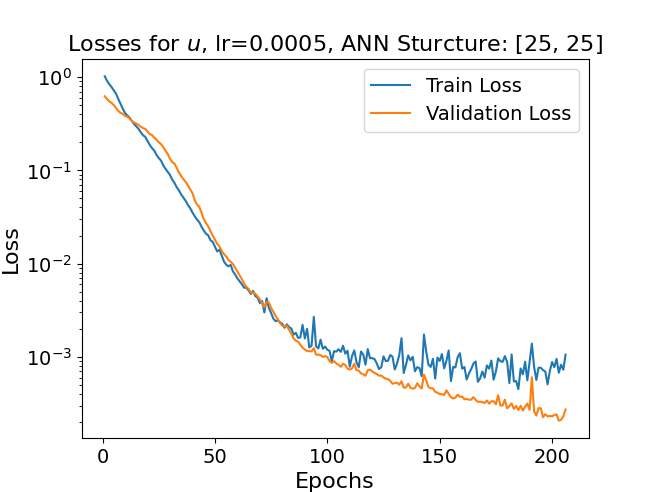 Losses for u, lr=0.0005, ANN Sturcture: [25, 25]
Train Loss
Validation Loss
10⁰
10⁻¹
10⁻²
10⁻³
Loss
0 50 100 150 200
Epochs